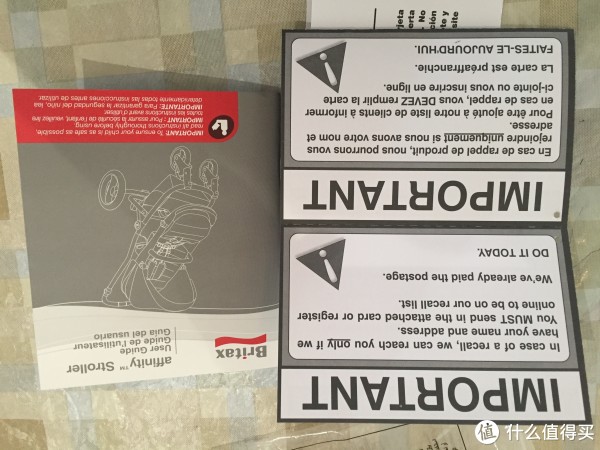 IMPORTANT
In case of a recall, we can reach you only if we
have your name and address.
You MUST send in the attached card or register
online to be on our recall list.
We've already paid the postage.
DO IT TODAY.
IMPORTANT
En cas de rappel de produit, nous pourrons vous
rejoindre uniquement si nous avons votre nom et
adresse.
Pour être ajouté à notre liste de clients à informer
en cas de rappel, vous DEVEZ remplir la carte
ci-jointe ou vous inscrire en ligne.
La carte est préaffranchie.
FAITES-LE AUJOURD'HUI.
Britax
affinity™ Stroller
User Guide
Guide de l'utilisateur
Guía del usuario
IMPORTANT. To ensure your child is as safe as possible,
read all instructions thoroughly before using.
IMPORTANT. Pour assurer la sécurité de l'enfant, veuillez lire
toutes les instructions avant d'utiliser.
IMPORTANTE. Para garantizar la seguridad del niño, lea
detenidamente todas las instrucciones antes de utilizar.
值 什么值得买